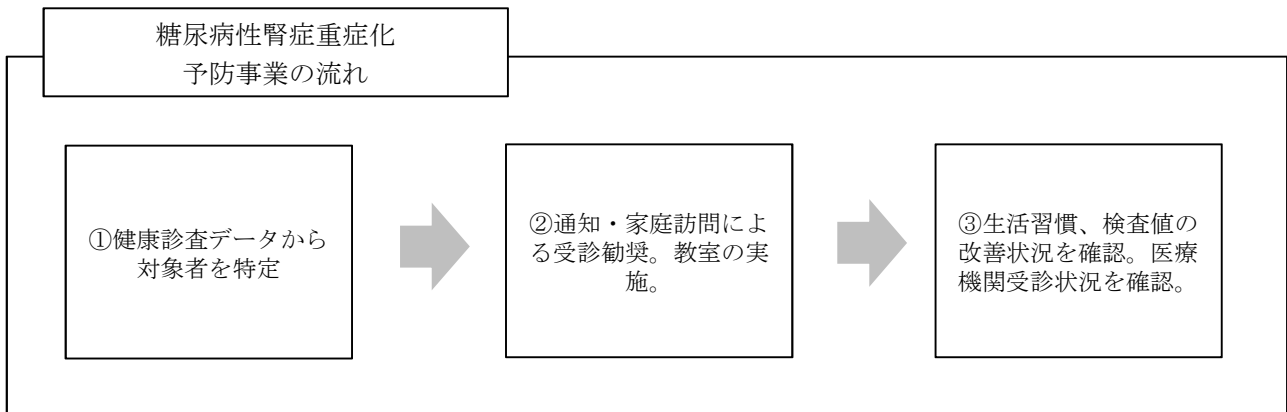 糖尿病性腎症重症化
予防事業の流れ
①健康診査データから
対象者を特定
②通知・家庭訪問によ
る受診勧奨。教室の実
施。
③生活習慣、検査値の
改善状況を確認。医療
機関受診状況を確認。